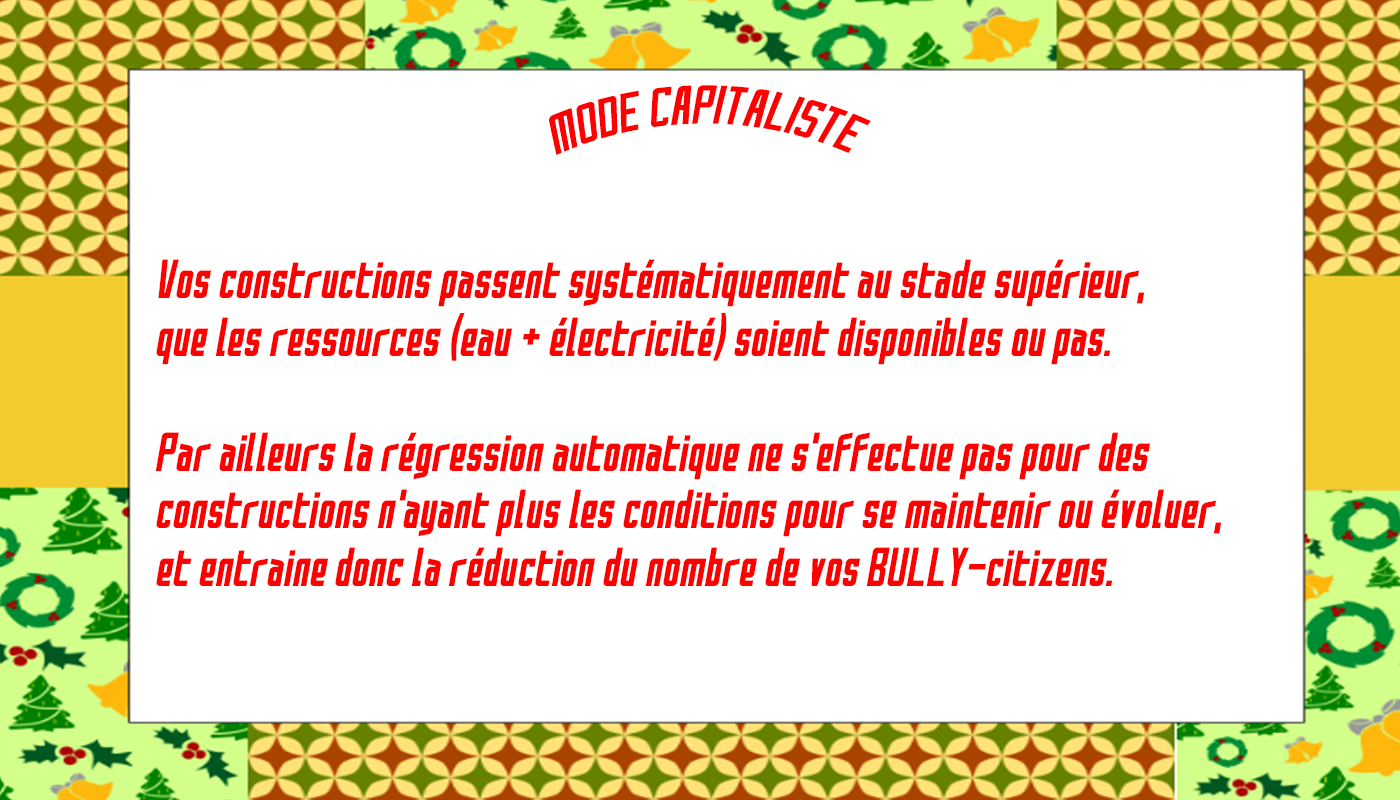 MODE CAPITALISTE
Vos constructions passent systématiquement au stade supérieur,
que les ressources (eau + électricité) soient disponibles ou pas.
Par ailleurs la régression automatique ne s'effectue pas pour des
constructions n'ayant plus les conditions pour se maintenir ou évoluer,
et entraine donc la réduction du nombre de vos BULLY-citizens.